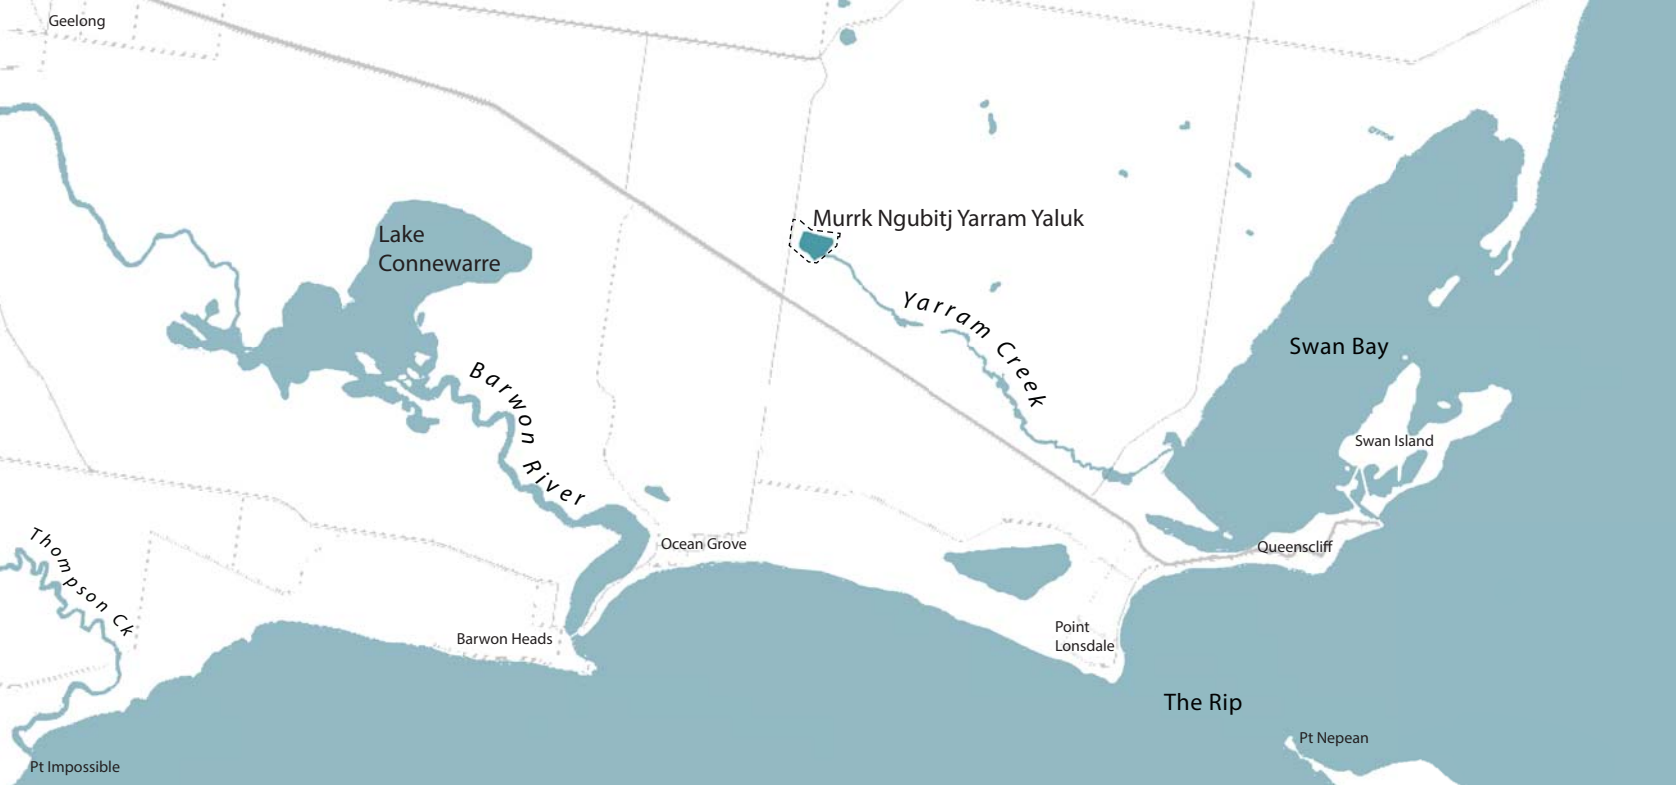 Geelong
Murrk Ngubitj Yarram Yaluk
Lake
Connewarre
Yarram Creek
Swan Bay
Barwon River
Swan Island
Thompson Ck
Ocean Grove
Queenscliff
Barwon Heads
Point
Lonsdale
The Rip
Pt Nepean
Pt Impossible